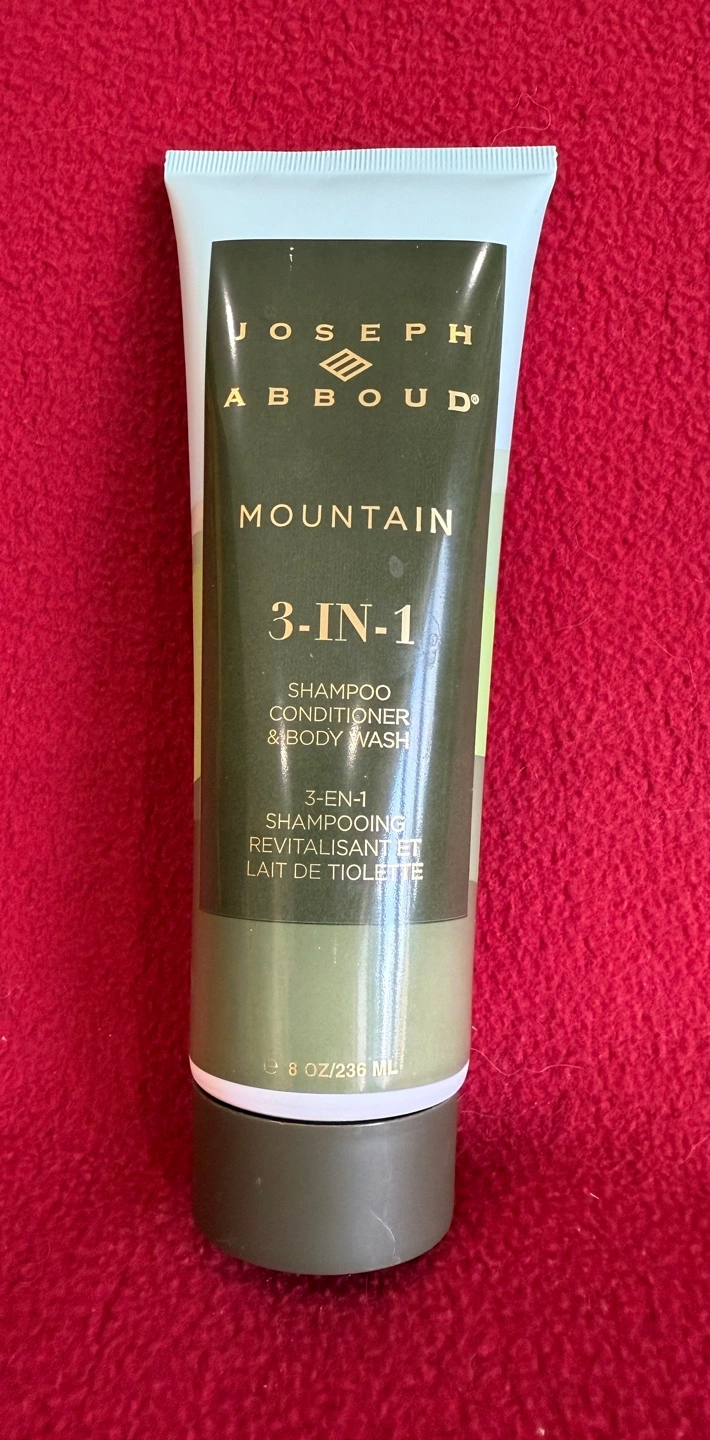 JOSEPH
ABBOUD®
MOUNTAIN
3-IN-1
SHAMPOO
CONDITIONER
& BODY WASH
3-EN-1
SHAMPOOING
REVITALISANT ET
LAIT DE TIOLETTE
℮ 8 OZ/236 ML